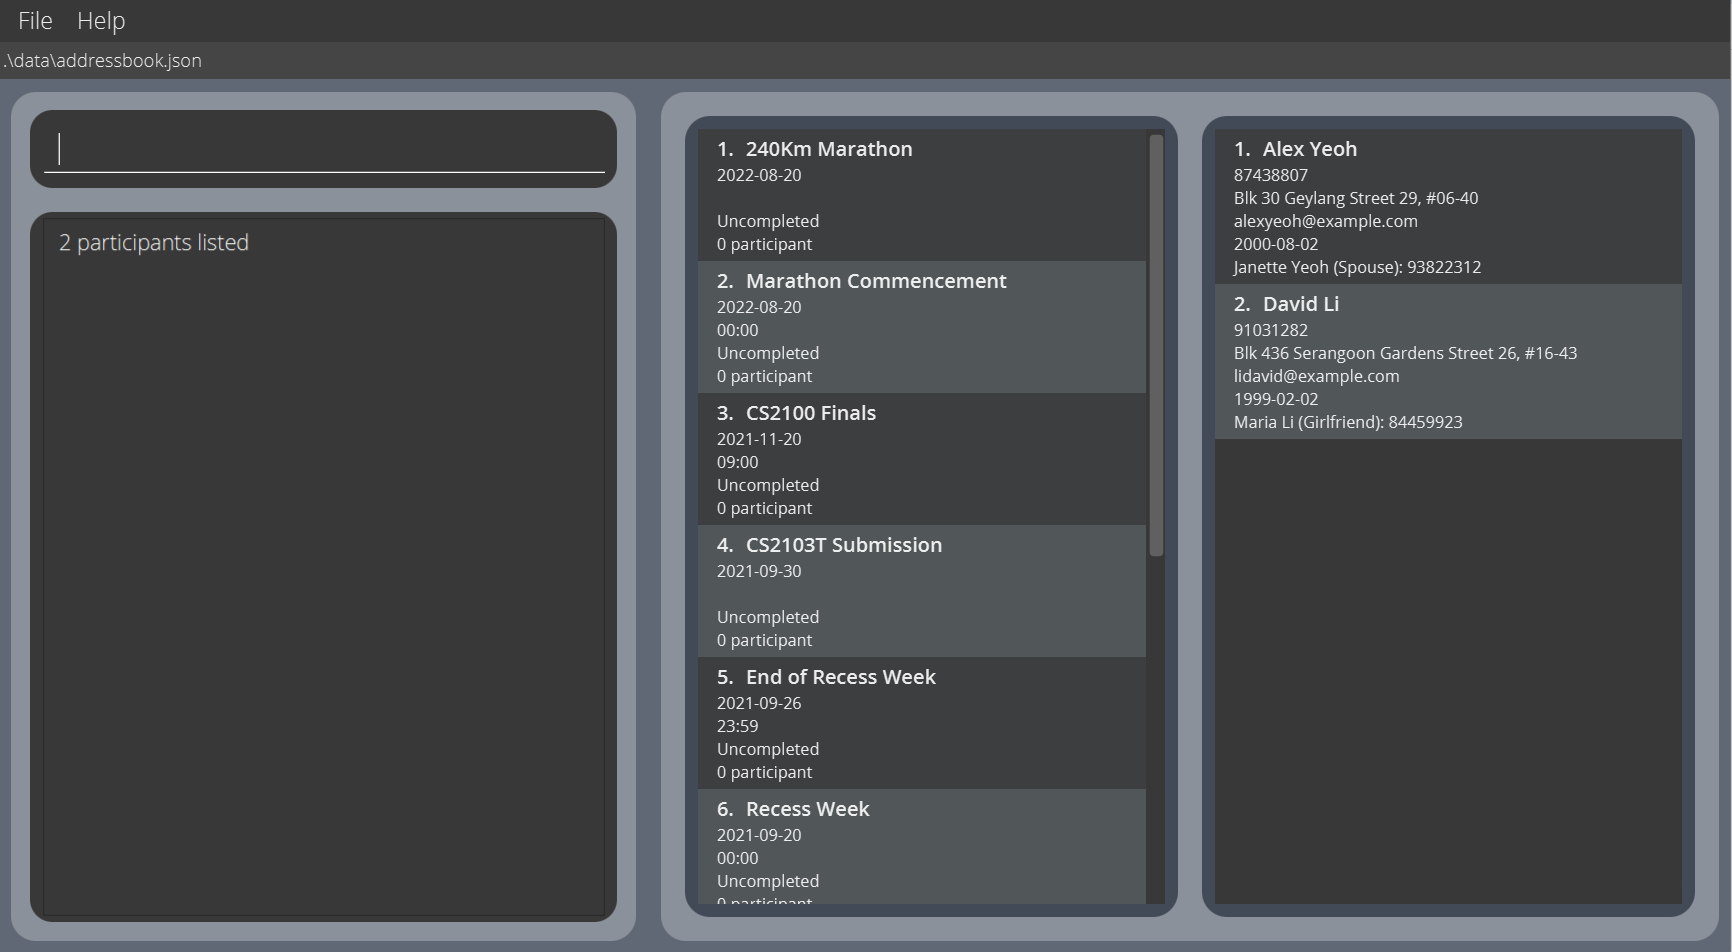 File Help
.\data\addressbook.json
2 participants listed
1. 240Km Marathon
2022-08-20
Uncompleted
0 participant
2. Marathon Commencement
2022-08-20
00:00
Uncompleted
0 participant
3. CS2100 Finals
2021-11-20
09:00
Uncompleted
0 participant
4. CS2103T Submission
2021-09-30
Uncompleted
0 participant
5. End of Recess Week
2021-09-26
23:59
Uncompleted
0 participant
6. Recess Week
2021-09-20
00:00
Uncompleted
0 participant
1. Alex Yeoh
87438807
Blk 30 Geylang Street 29, #06-40
alexyeoh@example.com
2000-08-02
Janette Yeoh (Spouse): 93822312
2. David Li
91031282
Blk 436 Serangoon Gardens Street 26, #16-43
lidavid@example.com
1999-02-02
Maria Li (Girlfriend): 84459923